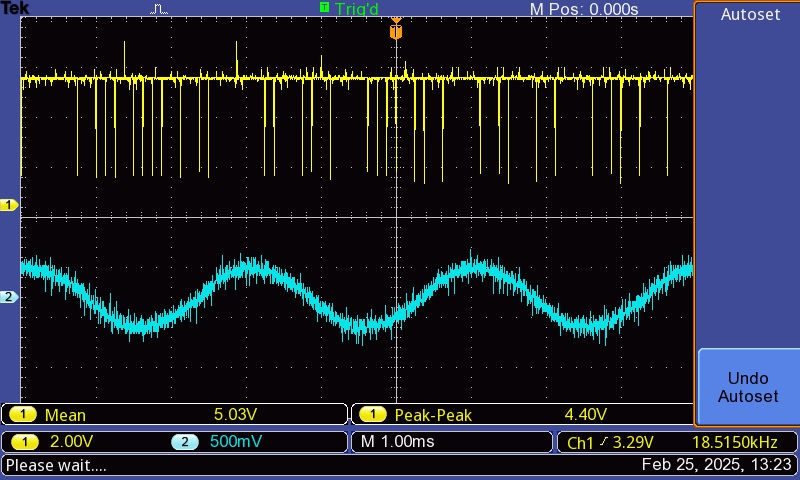 Tek T Trig'd M Pos: 0.000s Autoset
T
1
2
Undo
Autoset
1 Mean 5.03V 1 Peak-Peak 4.40V
1 2.00V 2 500mV M 1.00ms Ch1 / 3.29V 18.5150kHz
Please wait.... Feb 25, 2025, 13:23